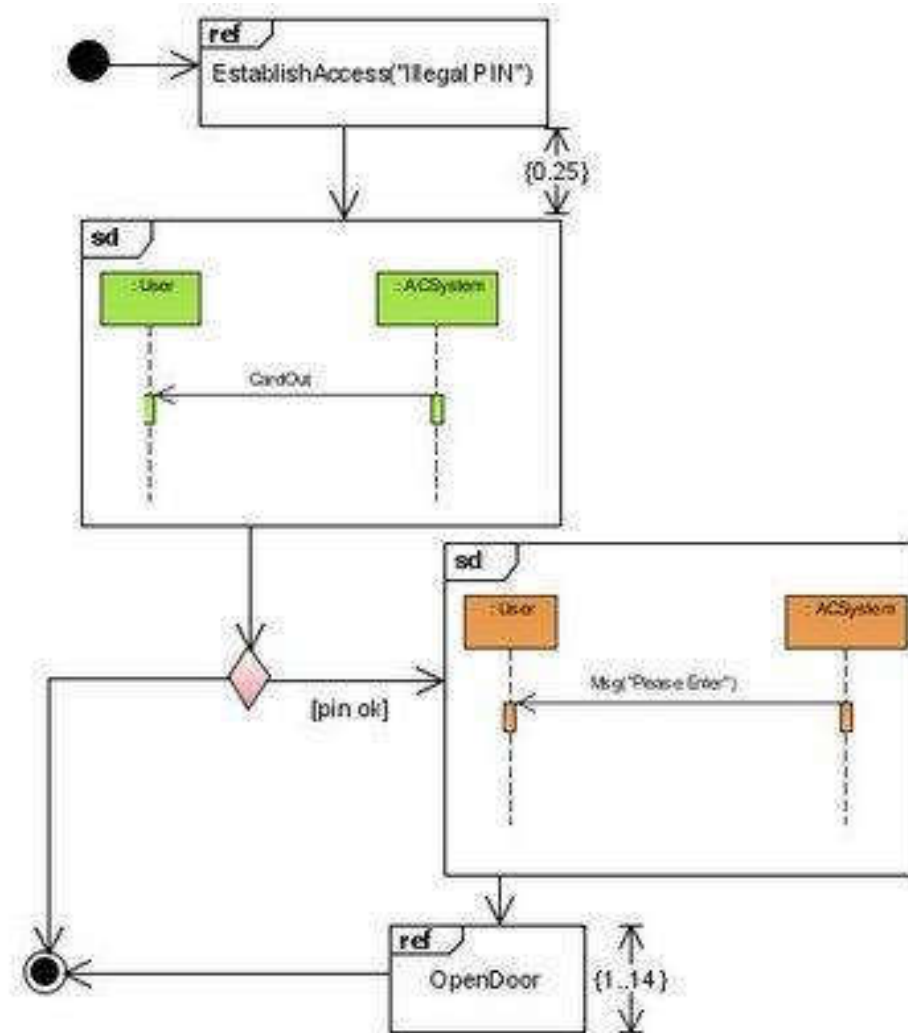 ref
EstablishAccess("Illegal PIN")
{0.25}
sd
: User
: ACSystem
CardOut
sd
: User
: ACSystem
Msg("Please Enter")
[pin ok]
ref
OpenDoor
{1..14}